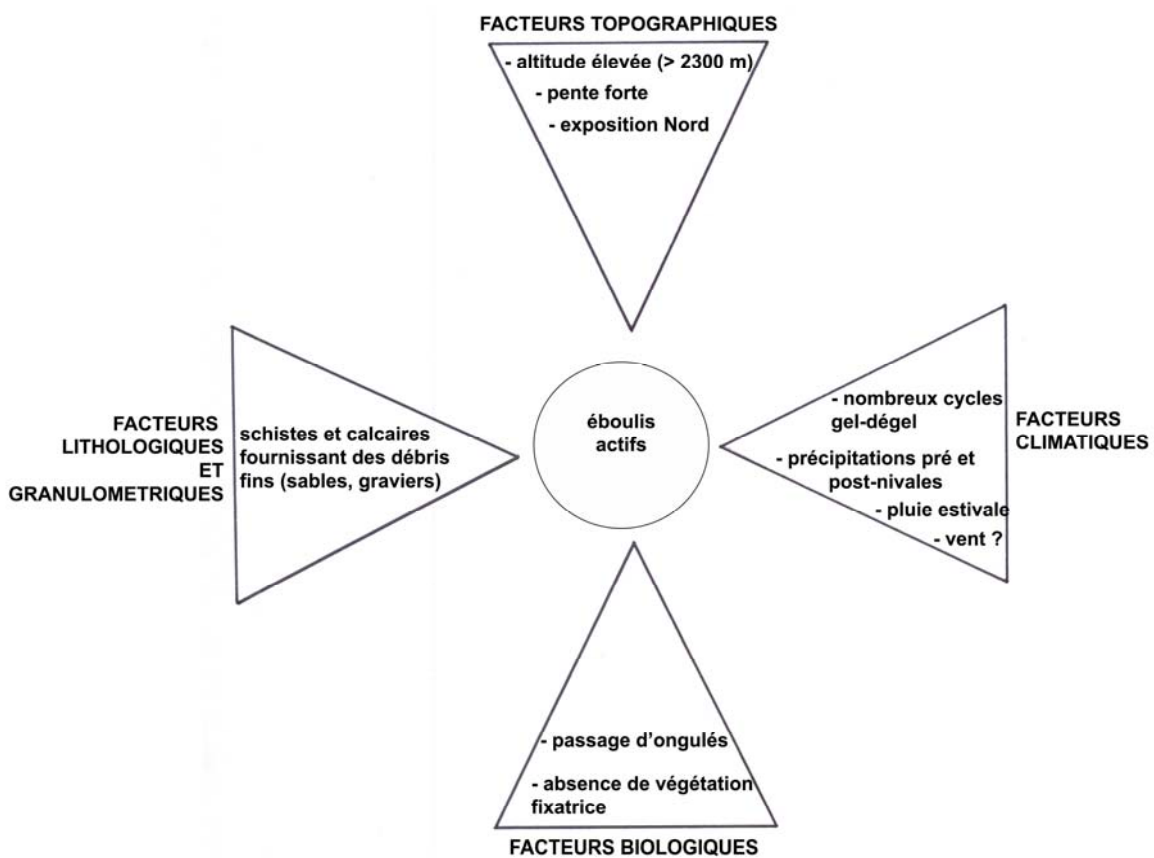 FACTEURS TOPOGRAPHIQUES
- altitude élevée (> 2300 m)
- pente forte
- exposition Nord
FACTEURS
LITHOLOGIQUES
ET
GRANULOMETRIQUES
schistes et calcaires
fournissant des débris
fins (sables, graviers)
éboulis
actifs
- nombreux cycles
gel-dégel
- précipitations pré et
post-nivales
- pluie estivale
- vent ?
FACTEURS
CLIMATIQUES
- passage d'ongulés
- absence de végétation
fixatrice
FACTEURS BIOLOGIQUES